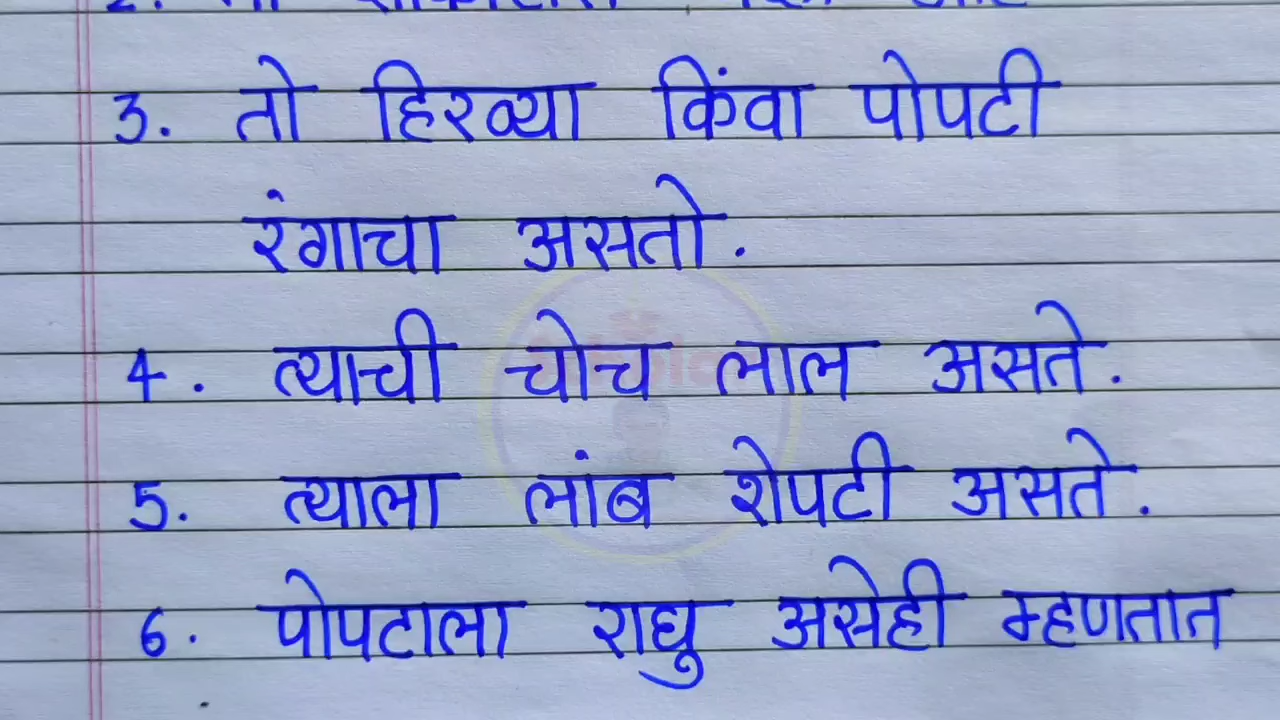 3. तो हिरव्या किंवा पोपटी
रंगाचा असतो.
4. त्याची चोच लाल असते.
5. त्याला लांब शेपटी असते.
6. पोपटाला राघु असेही म्हणतात